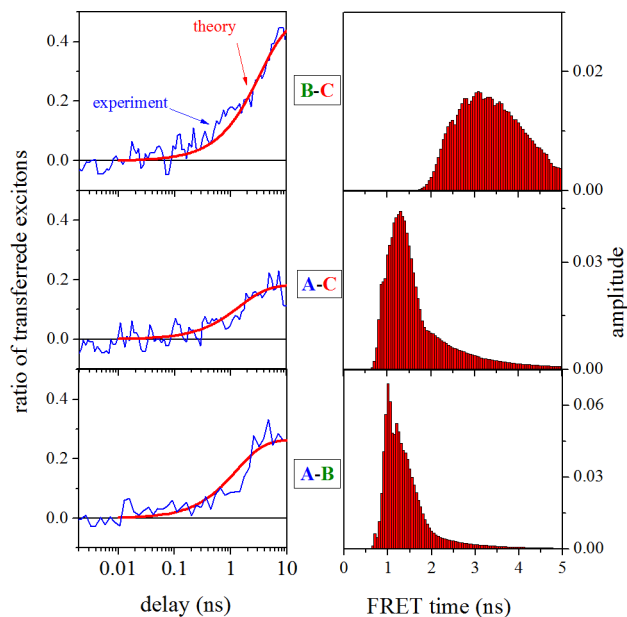 ratio of transferrede excitons
0.4
0.2
0.0
theory
experiment
B-C
0.02
0.00
0.4
0.2
0.0
A-C
0.03
0.00
0.4
0.2
0.0
A-B
0.06
0.03
0.00
amplitude
0.01 0.1 1 10
0 1 2 3 4 5
delay (ns)
FRET time (ns)